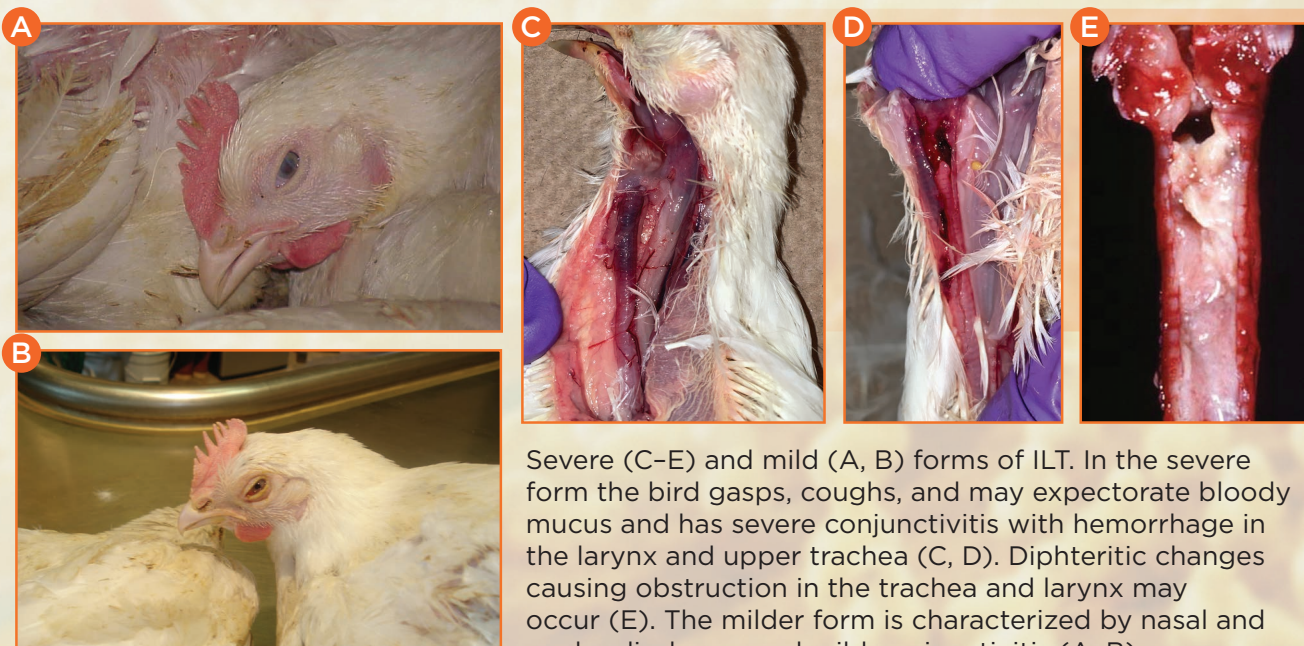 A
B
C
D
E
Severe (C–E) and mild (A, B) forms of ILT. In the severe
form the bird gasps, coughs, and may expectorate bloody
mucus and has severe conjunctivitis with hemorrhage in
the larynx and upper trachea (C, D). Diphteritic changes
causing obstruction in the trachea and larynx may
occur (E). The milder form is characterized by nasal and